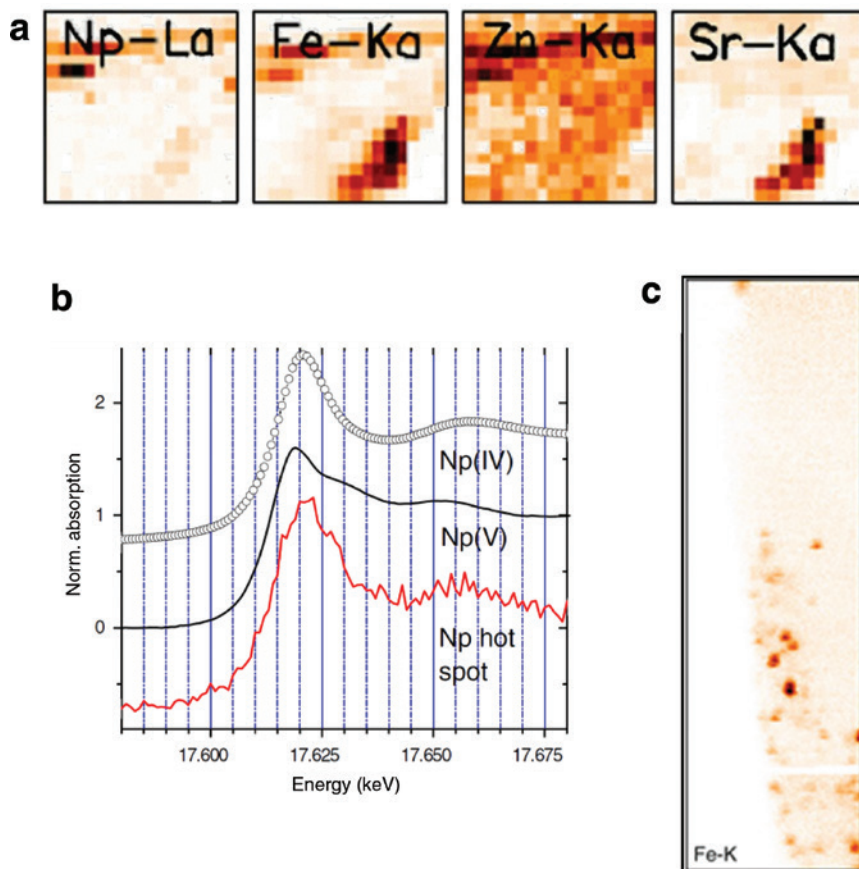 a
Np-La
Fe-Ka
Zn-Ka
Sr-Ka
b
c
2
1
0
Norm. absorption
Np(IV)
Np(V)
Np hot
spot
17.600
17.625
17.650
17.675
Energy (keV)
Fe-K